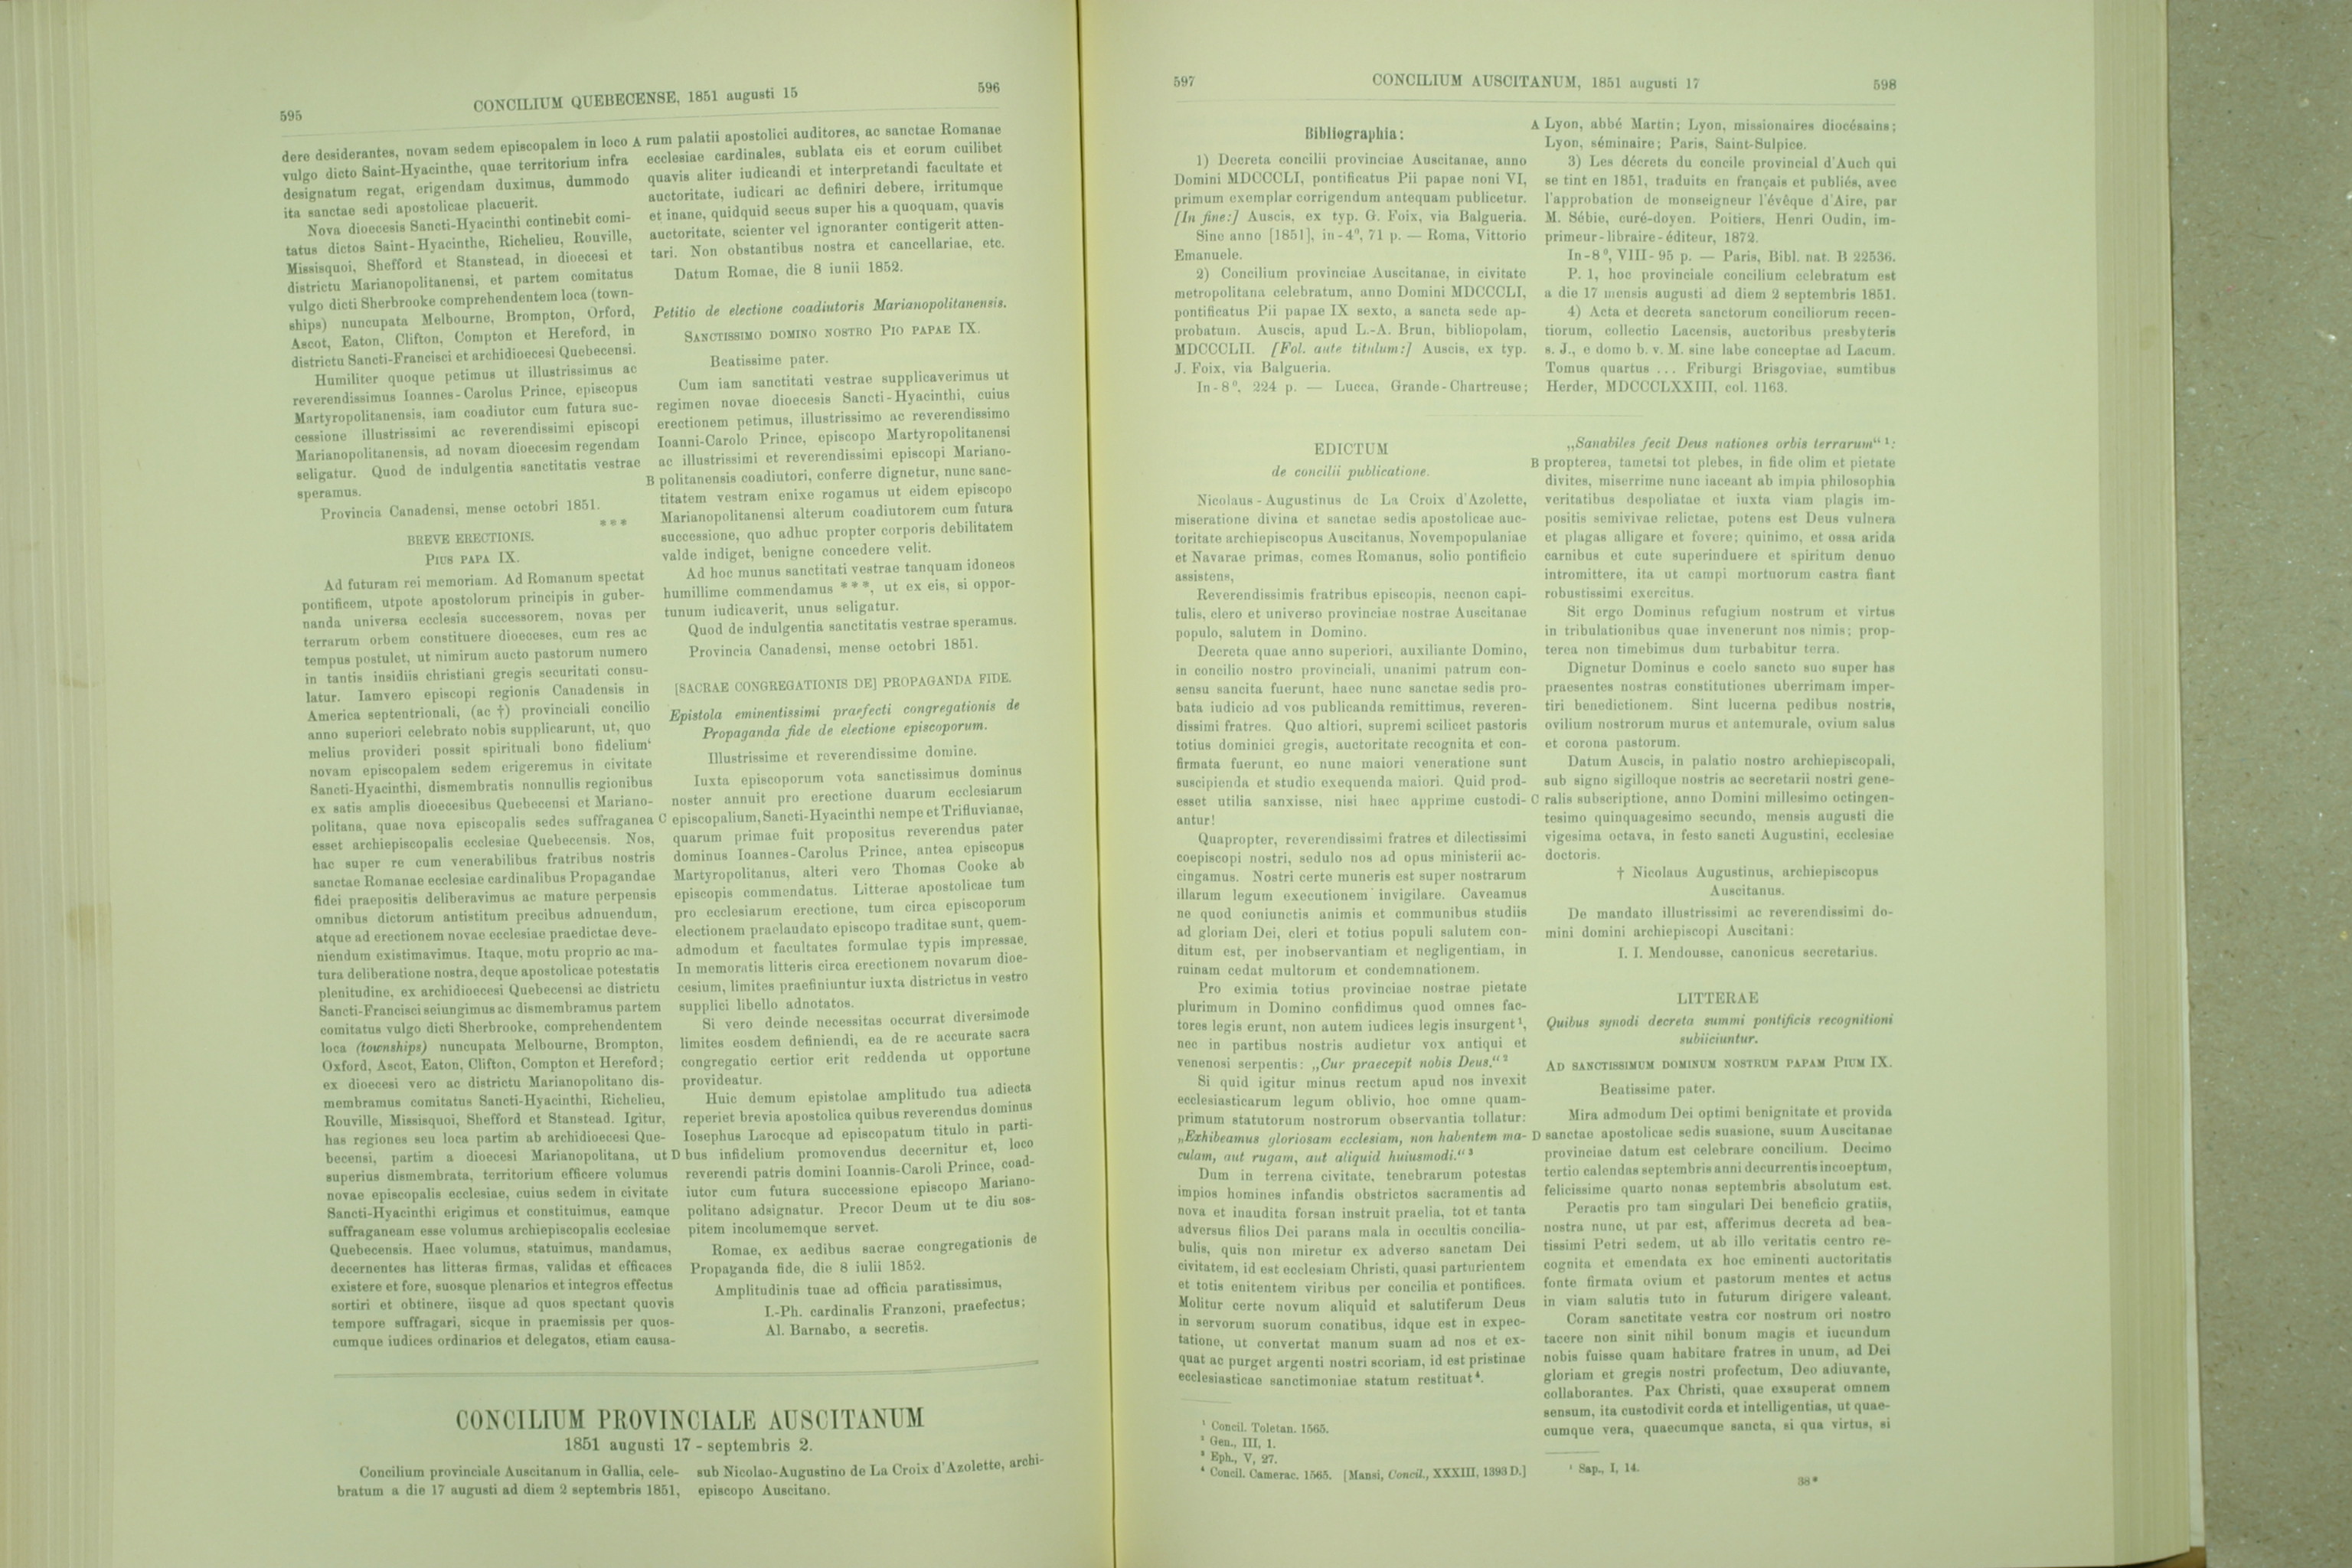 595
CONCILIUM QUEBECENSE, 1851 augusti 15
596
dere desiderantes, novam sedem episcopalem in loco
vulgo dicto Saint-Hyacinthe, quae territorium infra
designatum regat, erigendam duximus, dummodo
ita sanctae sedi apostolicae placuerit.
Nova dioecesis Sancti-Hyacinthi continebit comi-
tatus dictos Saint-Hyacinthe, Richelieu, Rouville,
Missisquoi, Shefford et Stanstead, in dioecesi et
districtu Marianopolitanensi, et partem comitatus
vulgo dicti Sherbrooke comprehendentem loca (town-
ships) nuncupata Melbourne, Brompton, Orford,
Ascot, Eaton, Clifton, Compton et Hereford, in
districtu Sancti-Francisci et archidioecesi Quebecensi.
Humiliter quoque petimus ut illustrissimus ac
reverendissimus Ioannes-Carolus Prince, episcopus
Martyropolitanensis, iam coadiutor cum futura suc-
cessione illustrissimi ac reverendissimi episcopi
Marianopolitanensis, ad novam dioecesim regendam
seligatur. Quod de indulgentia sanctitatis vestrae
speramus.
Provincia Canadensi, mense octobri 1851.
***
BREVE ERECTIONIS.
PIUS PAPA IX.
Ad futuram rei memoriam. Ad Romanum spectat
pontificem, utpote apostolorum principis in guber-
nanda universa ecclesia successorem, novas per
terrarum orbem constituere dioeceses, cum res ac
tempus postulet, ut nimirum aucto pastorum numero
in tantis insidiis christiani gregis securitati consu-
latur. Iamvero episcopi regionis Canadensis in
America septentrionali, (ac †) provinciali concilio
anno superiori celebrato nobis supplicarunt, ut, quo
melius provideri possit spirituali bono fidelium
novam episcopalem sedem erigeremus in civitate
Sancti-Hyacinthi, dismembratis nonnullis regionibus
ex satis amplis dioecesibus Quebecensi et Mariano-
politana, quae nova episcopalis sedes suffraganea
esset archiepiscopalis ecclesiae Quebecensis. Nos,
hac super re cum venerabilibus fratribus nostris
sanctae Romanae ecclesiae cardinalibus Propagandae
fidei praepositis deliberavimus ac mature perpensis
omnibus dictorum antistitum precibus adnuendum,
atque ad erectionem novae ecclesiae praedictae deve-
niendum existimavimus. Itaque, motu proprio ac ma-
tura deliberatione nostra, deque apostolicae potestatis
plenitudine, ex archidioecesi Quebecensi ac districtu
Sancti-Francisci seiungimus ac dismembramus partem
comitatus vulgo dicti Sherbrooke, comprehendentem
loca (townships) nuncupata Melbourne, Brompton,
Oxford, Ascot, Eaton, Clifton, Compton et Hereford;
ex dioecesi vero ac districtu Marianopolitano dis-
membramus comitatus Sancti-Hyacinthi, Richelieu,
Rouville, Missisquoi, Shefford et Stanstead. Igitur,
has regiones seu loca partim ab archidioecesi Que-
becensi, partim a dioecesi Marianopolitana, ut
superius dismembrata, territorium efficere volumus
novae episcopalis ecclesiae, cuius sedem in civitate
Sancti-Hyacinthi erigimus et constituimus, eamque
suffraganeam esse volumus archiepiscopalis ecclesiae
Quebecensis. Haec volumus, statuimus, mandamus,
decernentes has litteras firmas, validas et efficaces
existere et fore, suosque plenarios et integros effectus
sortiri et obtinere, iisque ad quos spectant quovis
tempore suffragari, sicque in praemissis per quos-
cumque iudices ordinarios et delegatos, etiam causa-
A rum palatii apostolici auditores, ac sanctae Romanae
ecclesiae cardinales, sublata eis et eorum cuilibet
quavis aliter iudicandi et interpretandi facultate et
auctoritate, iudicari ac definiri debere, irritumque
et inane, quidquid secus super his a quoquam, quavis
auctoritate, scienter vel ignoranter contigerit atten-
tari. Non obstantibus nostra et cancellariae, etc.
Datum Romae, die 8 iunii 1852.
Petitio de electione coadiutoris Marianopolitanensis.
SANCTISSIMO DOMINO NOSTRO PIO PAPAE IX.
Beatissime pater.
Cum iam sanctitati vestrae supplicaverimus ut
regimen novae dioecesis Sancti-Hyacinthi, cuius
erectionem petimus, illustrissimo ac reverendissimo
Ioanni-Carolo Prince, episcopo Martyropolitanensi
ac illustrissimi et reverendissimi episcopi Mariano-
B politanensis coadiutori, conferre dignetur, nunc sanc-
titatem vestram enixe rogamus ut eidem episcopo
Marianopolitanensi alterum coadiutorem cum futura
successione, quo adhuc propter corporis debilitatem
valde indiget, benigne concedere velit.
Ad hoc munus sanctitati vestrae tanquam idoneos
humillime commendamus ***, ut ex eis, si oppor-
tunum iudicaverit, unus seligatur.
Quod de indulgentia sanctitatis vestrae speramus.
Provincia Canadensi, mense octobri 1851.
[SACRAE CONGREGATIONIS DE] PROPAGANDA FIDE.
Epistola eminentissimi praefecti congregationis de
Propaganda fide de electione episcoporum.
Illustrissime et reverendissime domine.
Iuxta episcoporum vota sanctissimus dominus
noster annuit pro erectione duarum ecclesiarum
C episcopalium, Sancti-Hyacinthi nempe et Trifluvianae,
quarum primae fuit propositus reverendus pater
dominus Ioannes-Carolus Prince, antea episcopus
Martyropolitanus, alteri vero Thomas Cooke ab
episcopis commendatus. Litterae apostolicae tum
pro ecclesiarum erectione, tum circa episcoporum
electionem praelaudato episcopo traditae sunt, quem-
admodum et facultates formulae typis impressae.
In memoratis litteris circa erectionem novarum dioe-
cesium, limites praefiniuntur iuxta districtus in vestro
supplici libello adnotatos.
Si vero deinde necessitas occurrat diversimode
limites eosdem definiendi, ea de re accurate sacra
congregatio certior erit reddenda ut opportune
provideatur.
Huic demum epistolae amplitudo tua adiecta
reperiet brevia apostolica quibus reverendus dominus
Iosephus Larocque ad episcopatum titulo in parti-
D bus infidelium promovendus decernitur et, loco
reverendi patris domini Ioannis-Caroli Prince, coad-
iutor cum futura successione episcopo Mariano-
politano adsignatur. Precor Deum ut te diu sos-
pitem incolumemque servet.
Romae, ex aedibus sacrae congregationis de
Propaganda fide, die 8 iulii 1852.
Amplitudinis tuae ad officia paratissimus,
I.-Ph. cardinalis Franzoni, praefectus;
Al. Barnabo, a secretis.
CONCILIUM PROVINCIALE AUSCITANUM
1851 augusti 17 - septembris 2.
Concilium provinciale Auscitanum in Gallia, cele-
bratum a die 17 augusti ad diem 2 septembris 1851,
sub Nicolao-Augustino de La Croix d'Azolette, archi-
episcopo Auscitano.
597
CONCILIUM AUSCITANUM, 1851 augusti 17
598
Bibliographia:
1) Decreta concilii provinciae Auscitanae, anno
Domini MDCCCLI, pontificatus Pii papae noni VI,
primum exemplar corrigendum antequam publicetur.
[In fine:] Auscis, ex typ. G. Foix, via Balgueria.
Sine anno [1851], in-4⁰, 71 p. — Roma, Vittorio
Emanuele.
2) Concilium provinciae Auscitanae, in civitate
metropolitana celebratum, anno Domini MDCCCLI,
pontificatus Pii papae IX sexto, a sancta sede ap-
probatum. Auscis, apud L.-A. Brun, bibliopolam,
MDCCCLII. [Fol. ante titulum:] Auscis, ex typ.
J. Foix, via Balgueria.
In-8⁰, 224 p. — Lucca, Grande-Chartreuse;
A Lyon, abbé Martin; Lyon, missionaires diocésains;
Lyon, séminaire; Paris, Saint-Sulpice.
3) Les décrets du concile provincial d'Auch qui
se tint en 1851, traduits en français et publiés, avec
l'approbation de monseigneur l'évêque d'Aire, par
M. Sébie, curé-doyen. Poitiers, Henri Oudin, im-
primeur-libraire-éditeur, 1872.
In-8⁰, VIII-95 p. — Paris, Bibl. nat. B 22536.
P. 1, hoc provinciale concilium celebratum est
a die 17 mensis augusti ad diem 2 septembris 1851.
4) Acta et decreta sanctorum conciliorum recen-
tiorum, collectio Lacensis, auctoribus presbyteris
s. J., e domo b. v. M. sine labe conceptae ad Lacum.
Tomus quartus ... Friburgi Brisgoviae, sumtibus
Herder, MDCCCLXXIII, col. 1163.
EDICTUM
de concilii publicatione.
Nicolaus-Augustinus de La Croix d'Azolette,
miseratione divina et sanctae sedis apostolicae auc-
toritate archiepiscopus Auscitanus, Novempopulaniae
et Navarae primas, comes Romanus, solio pontificio
assistens,
Reverendissimis fratribus episcopis, necnon capi-
tulis, clero et universo provinciae nostrae Auscitanae
populo, salutem in Domino.
Decreta quae anno superiori, auxiliante Domino,
in concilio nostro provinciali, unanimi patrum con-
sensu sancita fuerunt, haec nunc sanctae sedis pro-
bata iudicio ad vos publicanda remittimus, reveren-
dissimi fratres. Quo altiori, supremi scilicet pastoris
totius dominici gregis, auctoritate recognita et con-
firmata fuerunt, eo nunc maiori veneratione sunt
suscipienda et studio exequenda maiori. Quid prod-
esset utilia sanxisse, nisi haec apprime custodi-
antur!
Quapropter, reverendissimi fratres et dilectissimi
coepiscopi nostri, sedulo nos ad opus ministerii ac-
cingamus. Nostri certe muneris est super nostrarum
illarum legum executionem invigilare. Caveamus
ne quod coniunctis animis et communibus studiis
ad gloriam Dei, cleri et totius populi salutem con-
ditum est, per inobservantiam et negligentiam, in
ruinam cedat multorum et condemnationem.
Pro eximia totius provinciae nostrae pietate
plurimum in Domino confidimus quod omnes fac-
tores legis erunt, non autem iudices legis insurgent¹,
nec in partibus nostris audietur vox antiqui et
venenosi serpentis: „Cur praecepit nobis Deus.“²
Si quid igitur minus rectum apud nos invexit
ecclesiasticarum legum oblivio, hoc omne quam-
primum statutorum nostrorum observantia tollatur:
„Exhibeamus gloriosam ecclesiam, non habentem ma-
culam, aut rugam, aut aliquid huiusmodi.“³
Dum in terrena civitate, tenebrarum potestas
impios homines infandis obstrictos sacramentis ad
nova et inaudita forsan instruit praelia, tot et tanta
adversus filios Dei parans mala in occultis concilia-
bulis, quis non miretur ex adverso sanctam Dei
civitatem, id est ecclesiam Christi, quasi parturientem
et totis enitentem viribus per concilia et pontifices.
Molitur certe novum aliquid et salutiferum Deus
in servorum suorum conatibus, idque est in expec-
tatione, ut convertat manum suam ad nos et ex-
quat ac purget argenti nostri scoriam, id est pristinae
ecclesiasticae sanctimoniae statum restituat⁴.
¹ Concil. Toletan. 1565.
² Gen., III, 1.
³ Eph., V, 27.
⁴ Concil. Camerac. 1565. [Mansi, Concil., XXXIII, 1393 D.]
„Sanabiles fecit Deus nationes orbis terrarum“¹:
B propterea, tametsi tot plebes, in fide olim et pietate
divites, miserrime nunc iaceant ab impia philosophia
veritatibus despoliatae et iuxta viam plagis im-
positis semivivae relictae, potens est Deus vulnera
et plagas alligare et fovere; quinimo, et ossa arida
carnibus et cute superinduere et spiritum denuo
intromittere, ita ut campi mortuorum castra fiant
robustissimi exercitus.
Sit ergo Dominus refugium nostrum et virtus
in tribulationibus quae invenerunt nos nimis; prop-
terea non timebimus dum turbabitur terra.
Dignetur Dominus e coelo sancto suo super has
praesentes nostras constitutiones uberrimam imper-
tiri benedictionem. Sint lucerna pedibus nostris,
ovilium nostrorum murus et antemurale, ovium salus
et corona pastorum.
Datum Auscis, in palatio nostro archiepiscopali,
sub signo sigilloque nostris ac secretarii nostri gene-
C ralis subscriptione, anno Domini millesimo octingen-
tesimo quinquagesimo secundo, mensis augusti die
vigesima octava, in festo sancti Augustini, ecclesiae
doctoris.
† Nicolaus Augustinus, archiepiscopus
Auscitanus.
De mandato illustrissimi ac reverendissimi do-
mini domini archiepiscopi Auscitani:
I. I. Mendousse, canonicus secretarius.
LITTERAE
Quibus synodi decreta summi pontificis recognitioni
subiiciuntur.
AD SANCTISSIMUM DOMINUM NOSTRUM PAPAM PIUM IX.
Beatissime pater.
Mira admodum Dei optimi benignitate et provida
D sanctae apostolicae sedis suasione, suum Auscitanae
provinciae datum est celebrare concilium. Decimo
tertio calendas septembris anni decurrentis incoeptum,
felicissime quarto nonas septembris absolutum est.
Peractis pro tam singulari Dei beneficio gratiis,
nostra nunc, ut par est, afferimus decreta ad bea-
tissimi Petri sedem, ut ab illo veritatis centro re-
cognita et emendata ex hoc eminenti auctoritatis
fonte firmata ovium et pastorum mentes et actus
in viam salutis tuto in futurum dirigere valeant.
Coram sanctitate vestra cor nostrum ori nostro
tacere non sinit nihil bonum magis et iucundum
nobis fuisse quam habitare fratres in unum, ad Dei
gloriam et gregis nostri profectum, Deo adiuvante,
collaborantes. Pax Christi, quae exsuperat omnem
sensum, ita custodivit corda et intelligentias, ut quae-
cumque vera, quaecumque sancta, si qua virtus, si
¹ Sap., I, 14.
38*